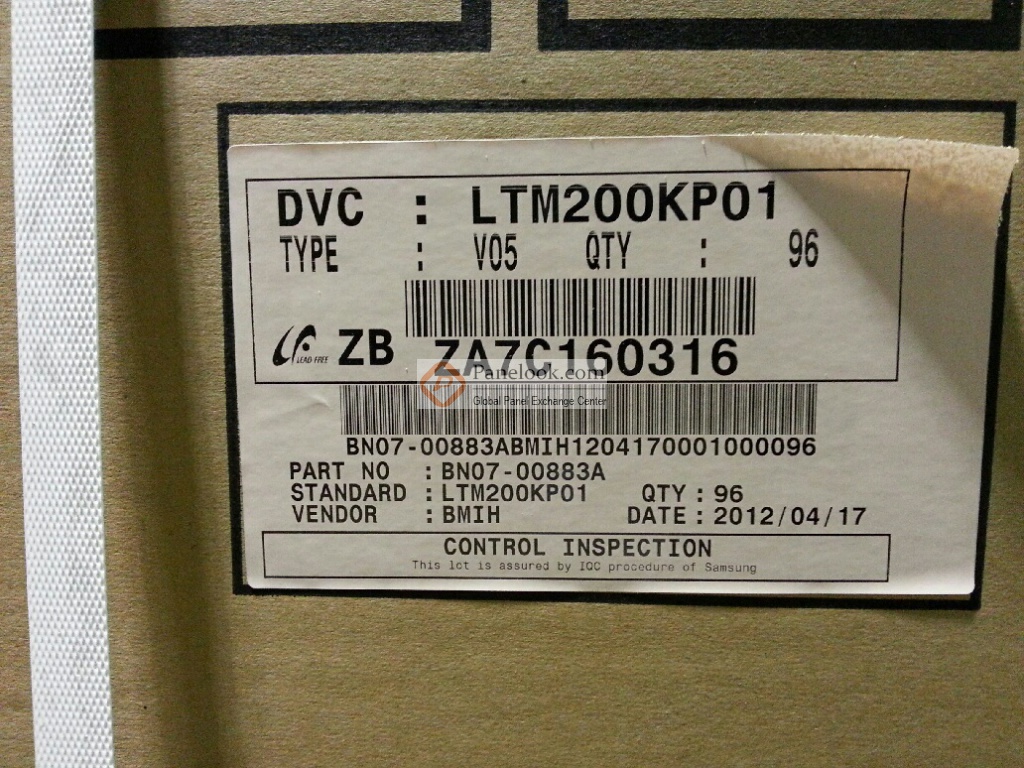 DVC : LTM200KP01
TYPE : V05 QTY : 96
LEAD FREE ZB ZA7C160316
Panelook.com
Global Panel Exchange Center
BN07-00883ABMIH1204170001000096
PART NO : BN07-00883A
STANDARD : LTM200KP01 QTY : 96
VENDOR : BMIH DATE : 2012/04/17
CONTROL INSPECTION
This lot is assured by IQC procedure of Samsung